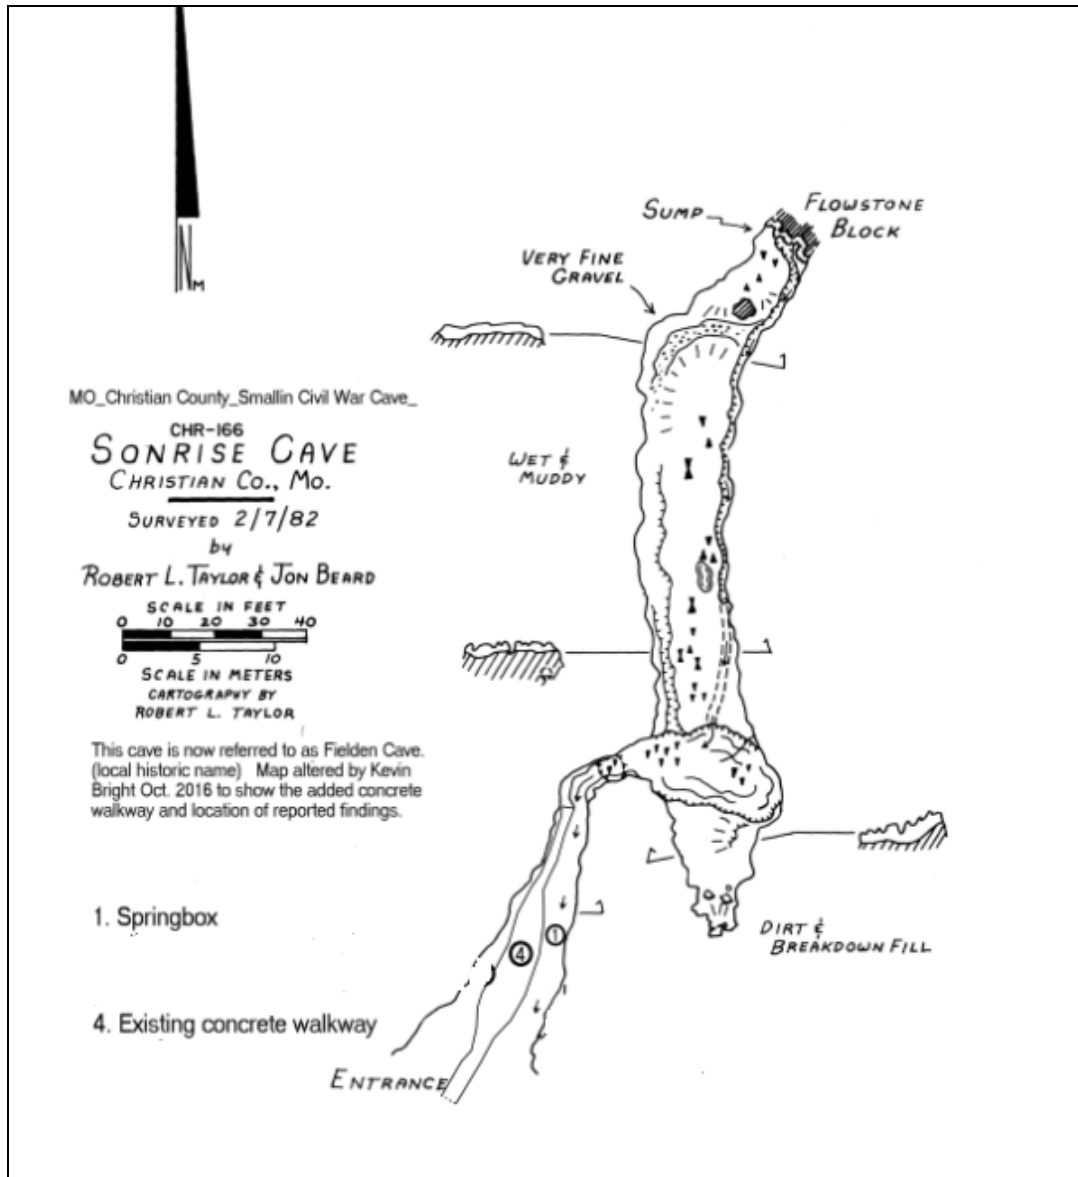 N M
SUMP
FLOWSTONE
BLOCK
VERY FINE
GRAVEL
MO_Christian County_Smallin Civil War Cave_
CHR-166
SONRISE CAVE
CHRISTIAN CO., MO.
SURVEYED 2/7/82
by
ROBERT L. TAYLOR & JON BEARD
SCALE IN FEET
0 10 20 30 40
0 5 10
SCALE IN METERS
CARTOGRAPHY BY
ROBERT L. TAYLOR
WET &
MUDDY
This cave is now referred to as Fielden Cave.
(local historic name) Map altered by Kevin
Bright Oct. 2016 to show the added concrete
walkway and location of reported findings.
1. Springbox
4. Existing concrete walkway
1
4
DIRT &
BREAKDOWN FILL
ENTRANCE